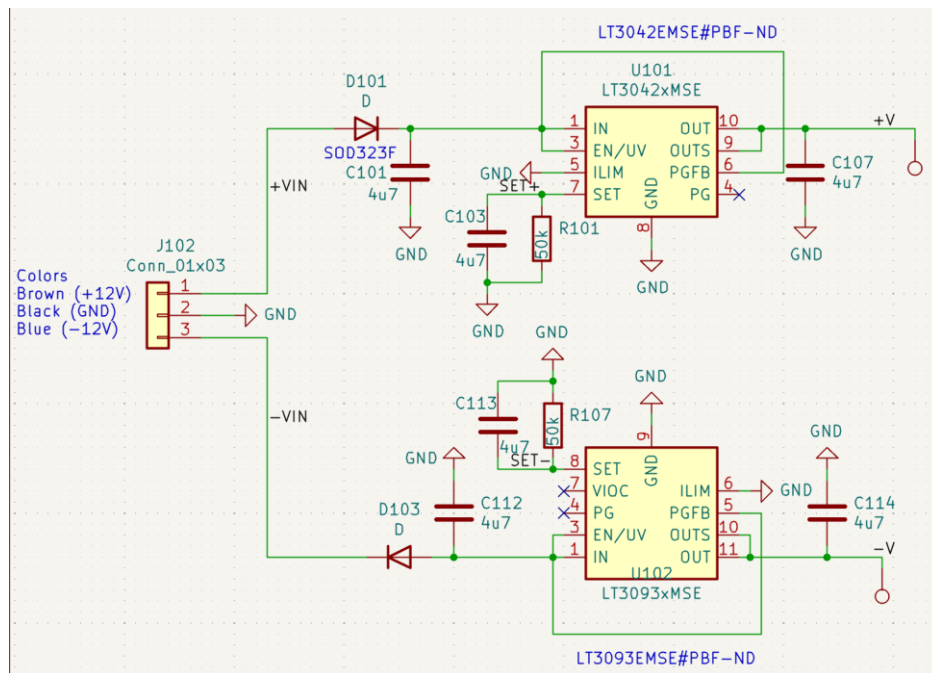 LT3042EMSE#PBF-ND
U101
LT3042xMSE
D101
D
SOD323F
C101
4u7
GND
+VIN
1 IN
3 EN/UV
5 ILIM
7 SET
OUT 10
OUTS 9
PGFB 6
PG 4
GND
8
GND
GND
SET+
C103
4u7
R101
50k
GND
+V
C107
4u7
GND
J102
Conn_01x03
1
2
3
GND
Colors
Brown (+12V)
Black (GND)
Blue (-12V)
-VIN
GND
C113
4u7
R107
50k
SET-
GND
9
GND
8 SET
7 VIOC
4 PG
3 EN/UV
1 IN
ILIM 6
PGFB 5
OUTS 10
OUT 11
U102
LT3093xMSE
GND
GND
C112
4u7
D103
D
GND
C114
4u7
-V
LT3093EMSE#PBF-ND